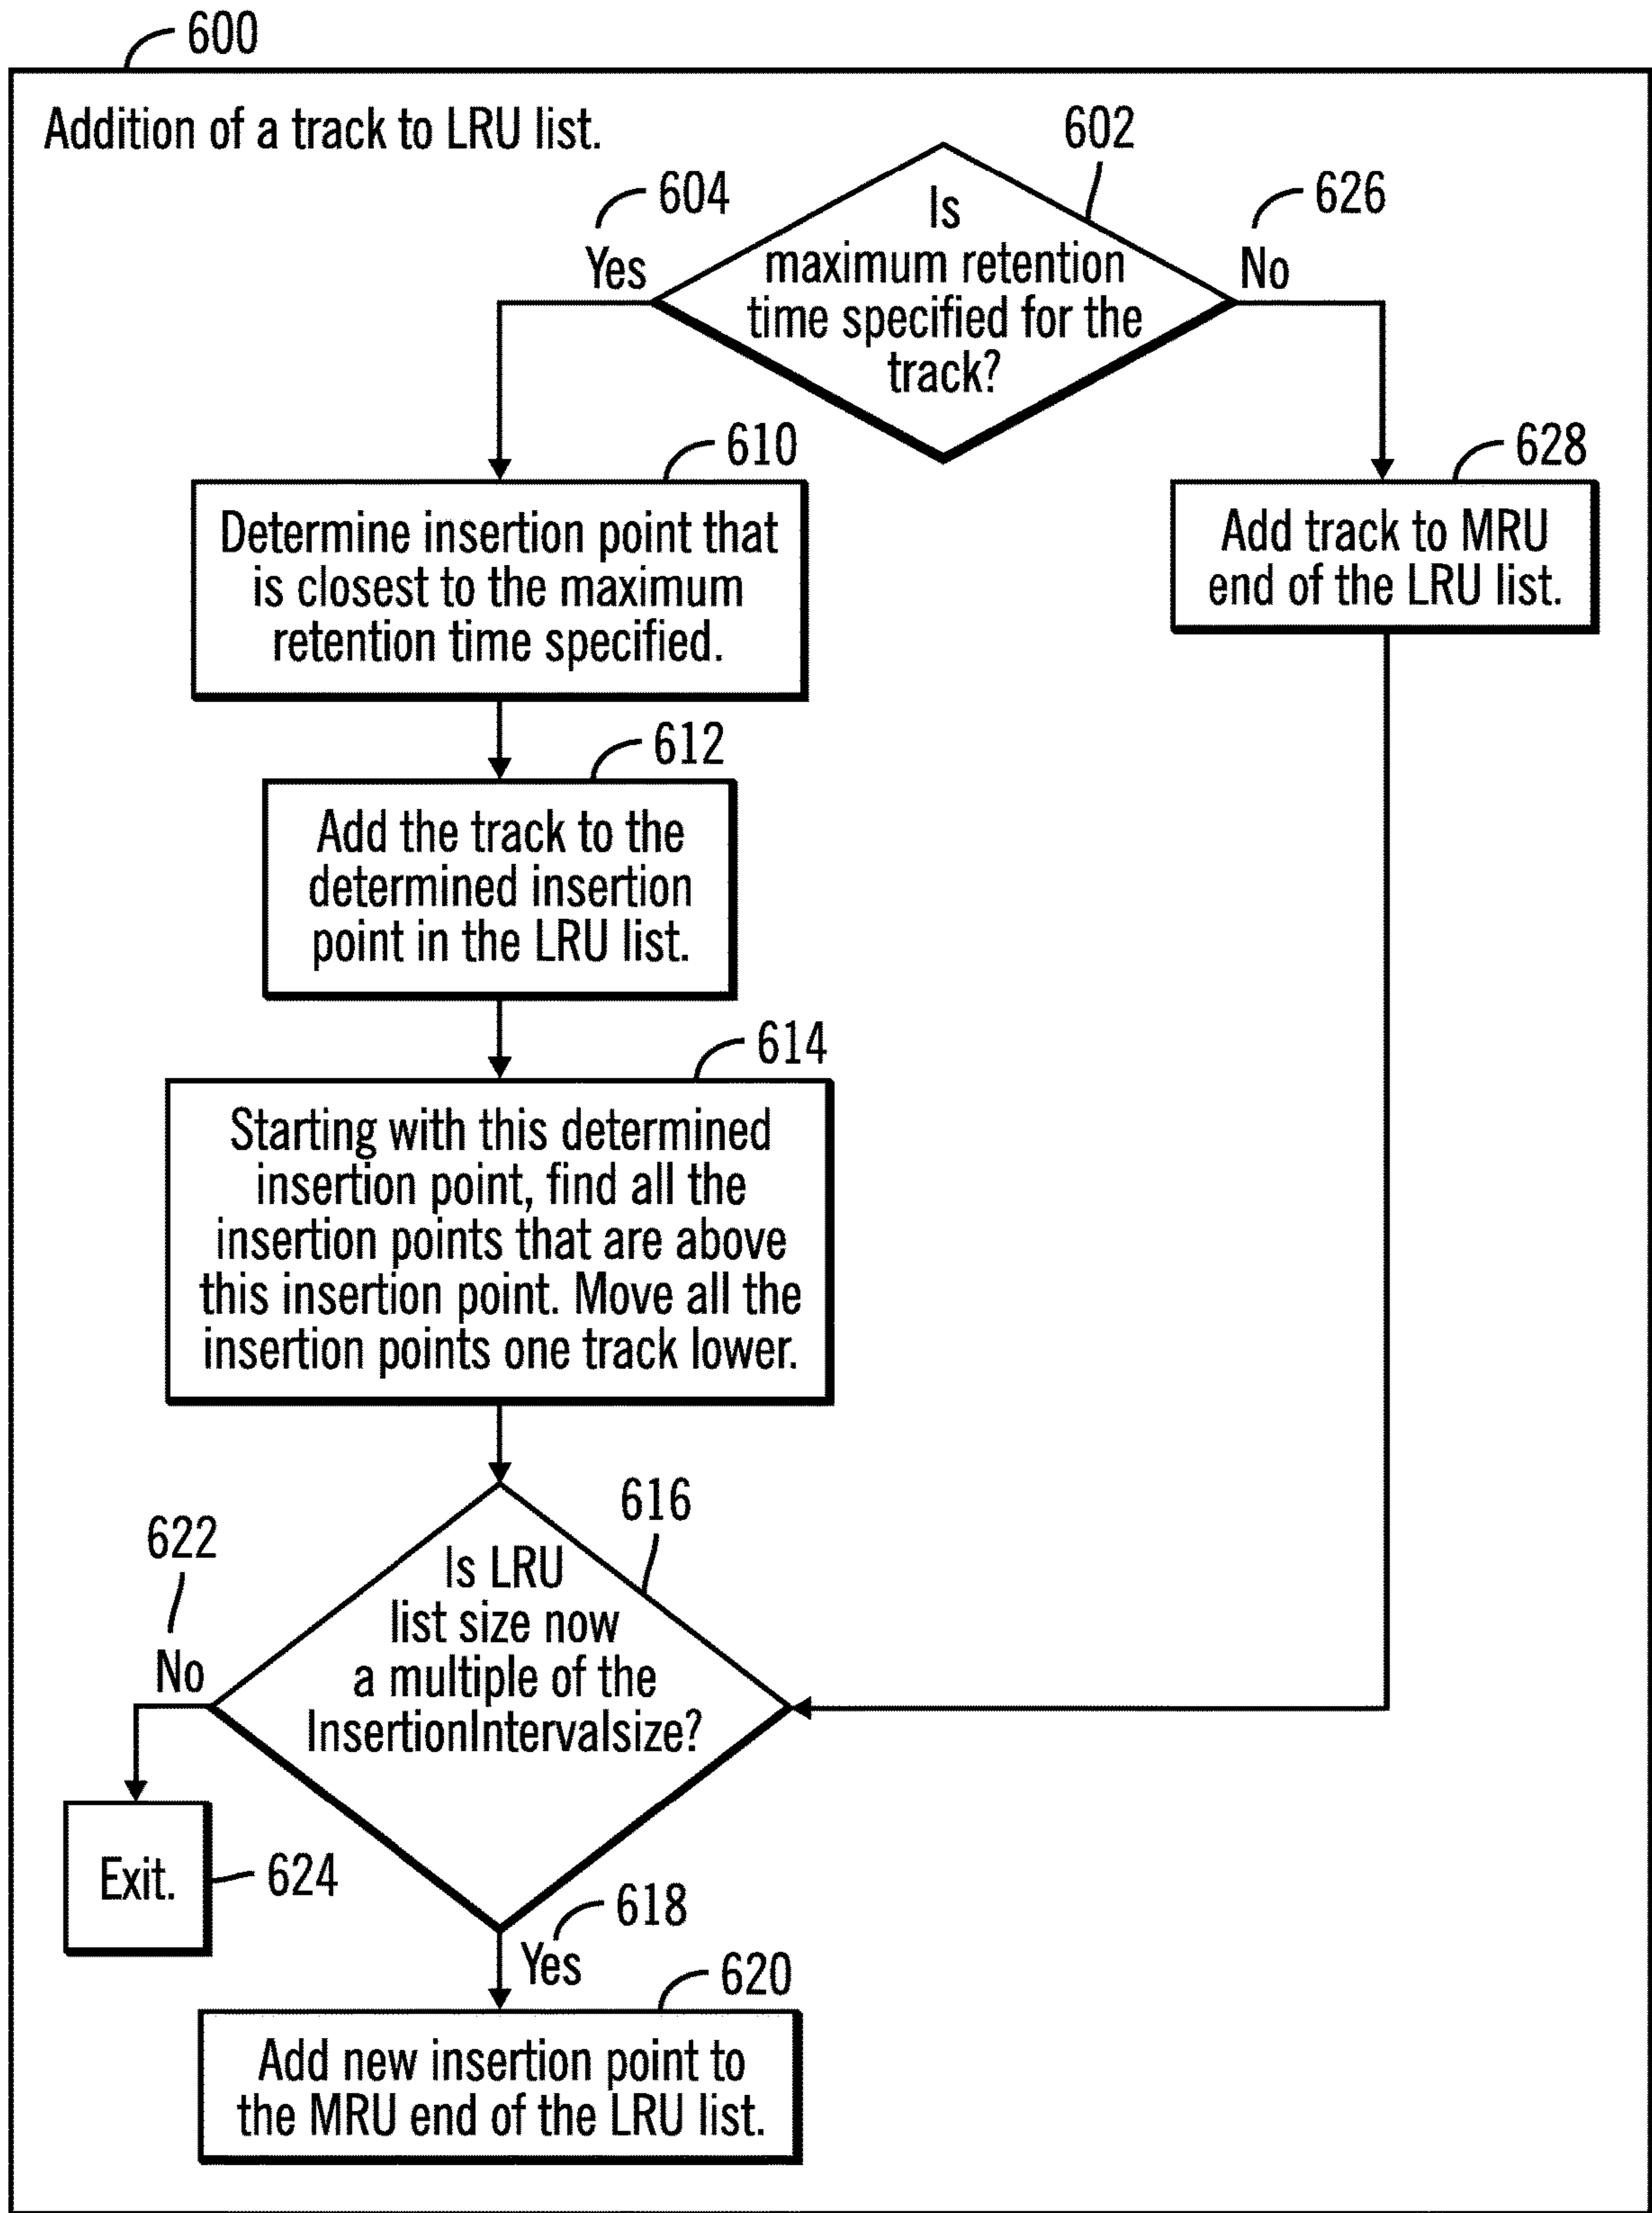 600
Addition of a track to LRU list.
602
604
626
Yes
No
Is
maximum retention
time specified for the
track?
610
628
Determine insertion point that
is closest to the maximum
retention time specified.
Add track to MRU
end of the LRU list.
612
Add the track to the
determined insertion
point in the LRU list.
614
Starting with this determined
insertion point, find all the
insertion points that are above
this insertion point. Move all the
insertion points one track lower.
616
622
No
Is LRU
list size now
a multiple of the
InsertionIntervalsize?
Exit.
624
618
Yes
620
Add new insertion point to
the MRU end of the LRU list.